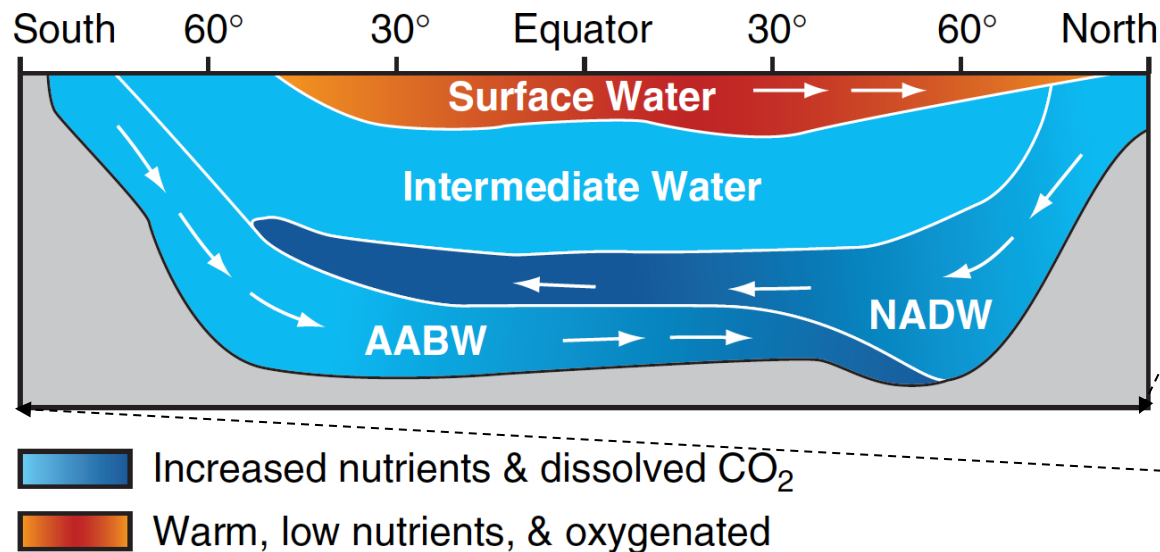 South 60° 30° Equator 30° 60° North
Surface Water
Intermediate Water
NADW
AABW
Increased nutrients & dissolved CO₂
Warm, low nutrients, & oxygenated